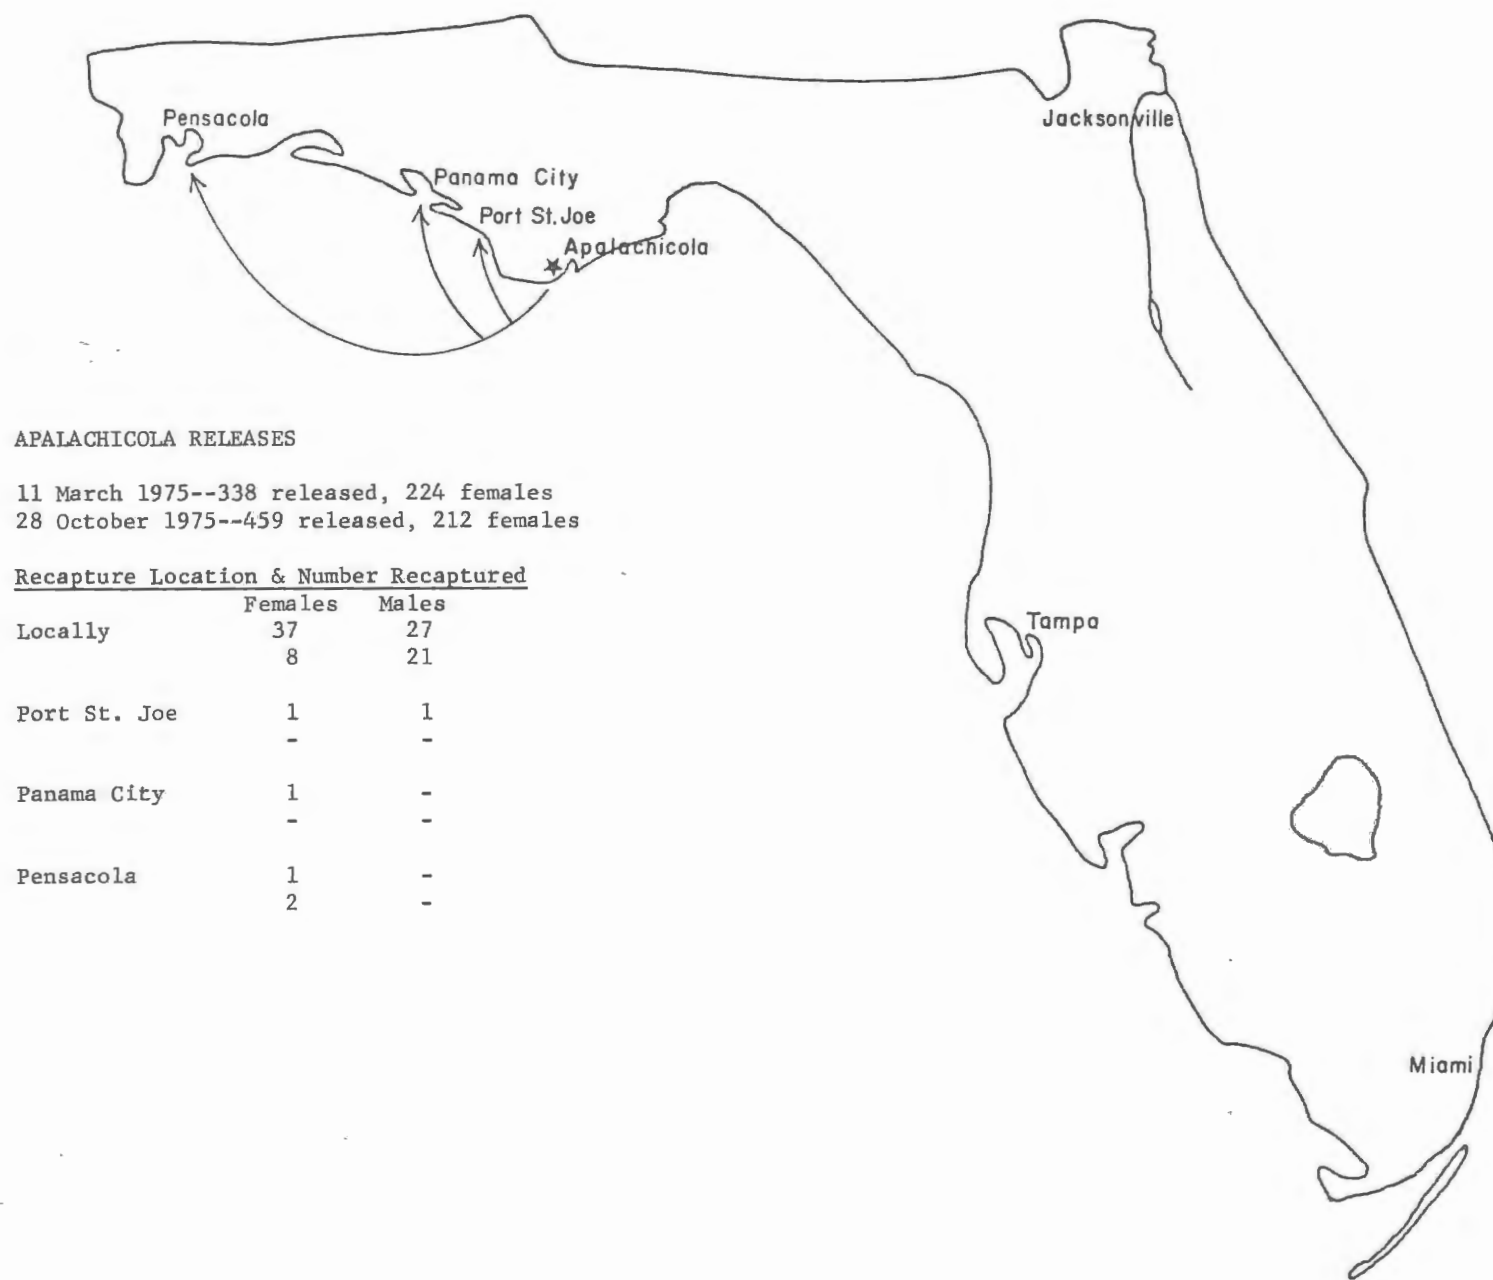 Pensacola
Jacksonville
Panama City
Port St. Joe
Apalachicola
APALACHICOLA RELEASES
11 March 1975--338 released, 224 females
28 October 1975--459 released, 212 females
Recapture Location & Number Recaptured
Females Males
Locally 37 27
8 21
Port St. Joe 1 1
- -
Panama City 1 -
- -
Pensacola 1 -
2 -
Tampa
Miami